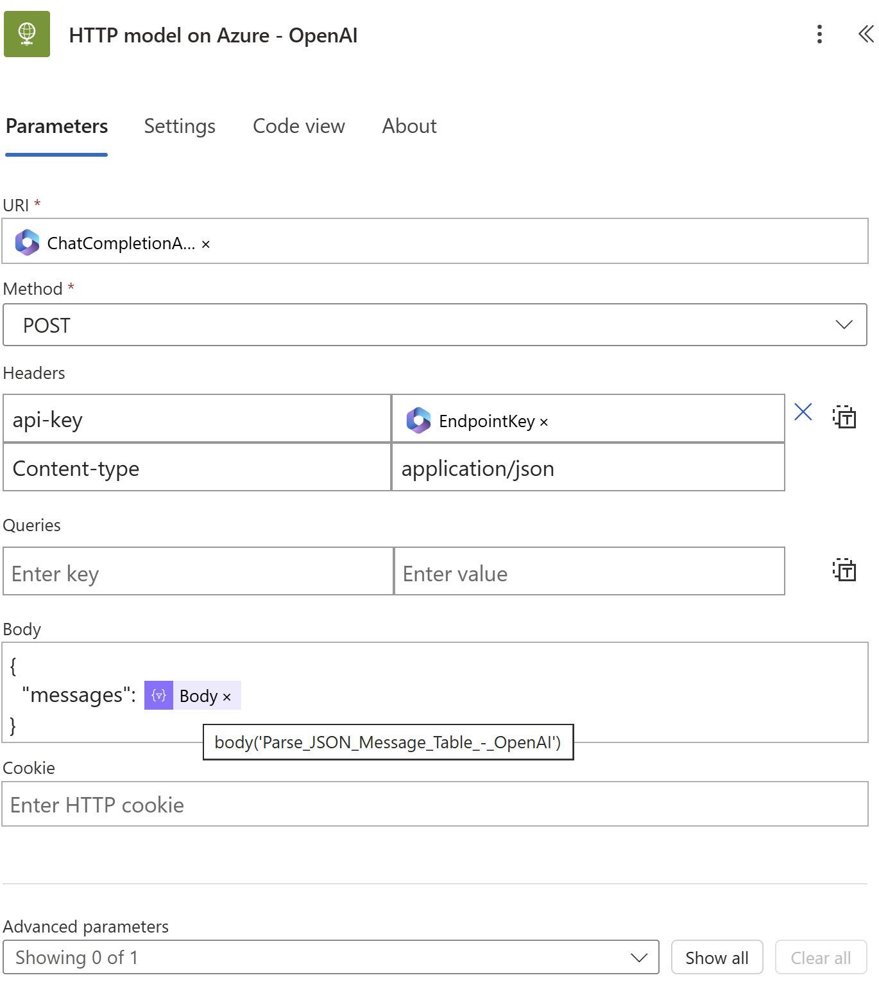 HTTP model on Azure - OpenAI
Parameters Settings Code view About
URI *
ChatCompletionA... ×
Method *
POST
Headers
api-key EndpointKey ×
Content-type application/json
Queries
Enter key Enter value
Body
{
"messages": Body ×
}
body('Parse_JSON_Message_Table_-_OpenAI')
Cookie
Enter HTTP cookie
Advanced parameters
Showing 0 of 1 Show all Clear all